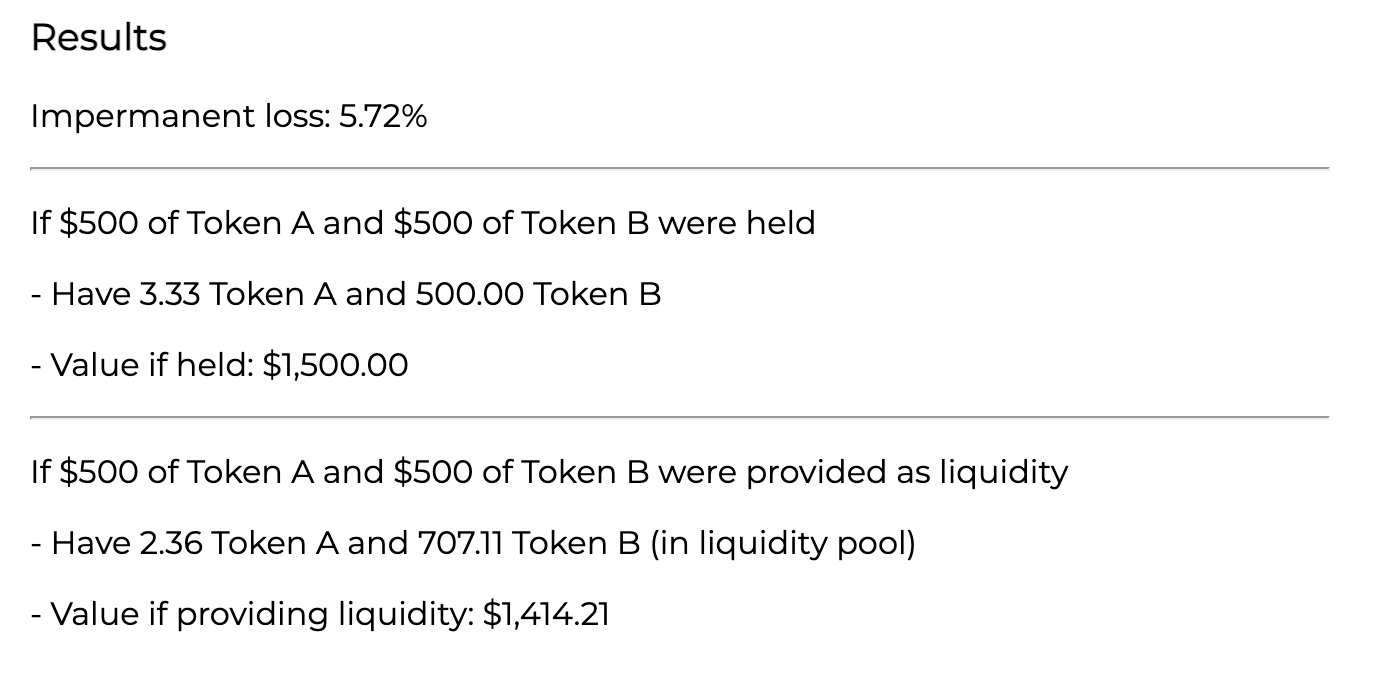 Results
Impermanent loss: 5.72%
If $500 of Token A and $500 of Token B were held
- Have 3.33 Token A and 500.00 Token B
- Value if held: $1,500.00
If $500 of Token A and $500 of Token B were provided as liquidity
- Have 2.36 Token A and 707.11 Token B (in liquidity pool)
- Value if providing liquidity: $1,414.21